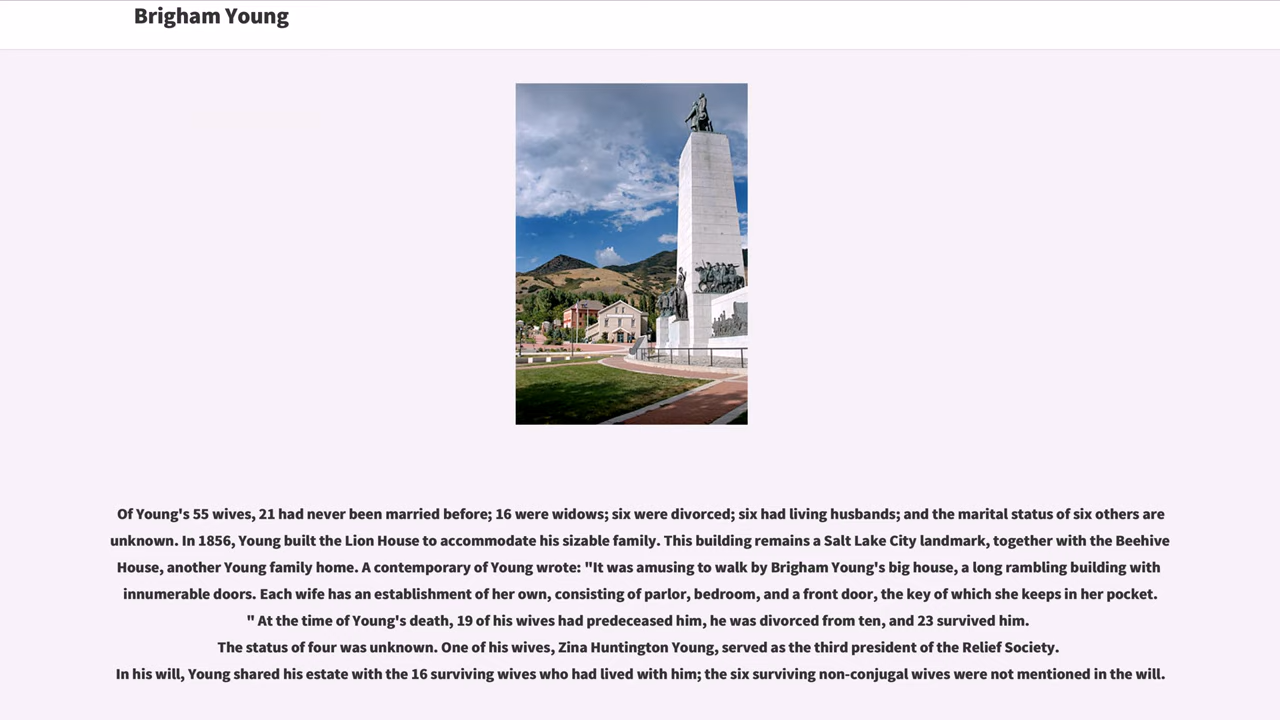 Brigham Young
Of Young's 55 wives, 21 had never been married before; 16 were widows; six were divorced; six had living husbands; and the marital status of six others are
unknown. In 1856, Young built the Lion House to accommodate his sizable family. This building remains a Salt Lake City landmark, together with the Beehive
House, another Young family home. A contemporary of Young wrote: "It was amusing to walk by Brigham Young's big house, a long rambling building with
innumerable doors. Each wife has an establishment of her own, consisting of parlor, bedroom, and a front door, the key of which she keeps in her pocket.
" At the time of Young's death, 19 of his wives had predeceased him, he was divorced from ten, and 23 survived him.
The status of four was unknown. One of his wives, Zina Huntington Young, served as the third president of the Relief Society.
In his will, Young shared his estate with the 16 surviving wives who had lived with him; the six surviving non-conjugal wives were not mentioned in the will.